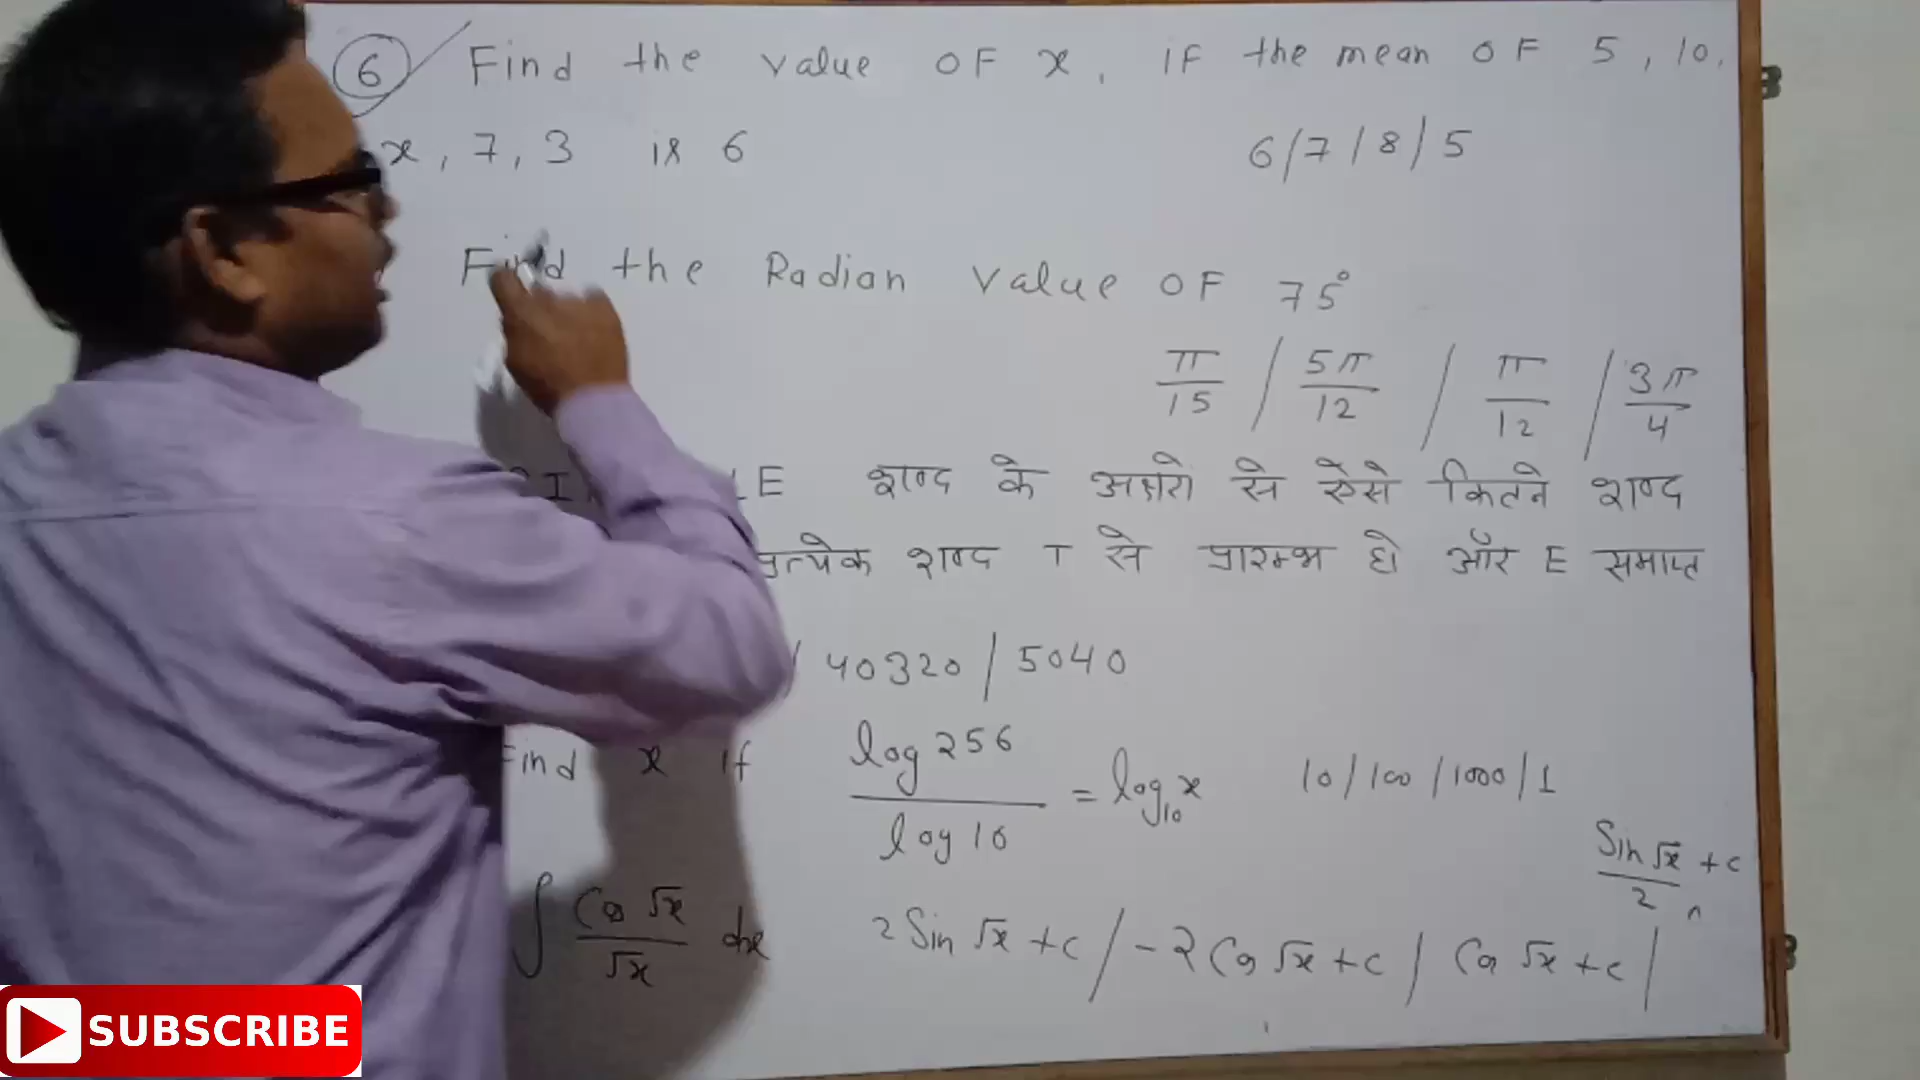 6 Find the value OF x, IF the mean OF 5, 10,
x, 7, 3 is 6 6/7/8/5
Find the Radian value OF 75°
π/15 / 5π/12 / π/12 / 3π/4
LE शब्द के अक्षरो से ऐसे कितने शब्द
प्रत्येक शब्द T से प्रारम्भ हो और E समाप्त
/ 40320 / 5040
Find x if log 256 / log 16 = log₁₀x 10/100/1000/1
∫ Cos √x / √x dx 2 Sin √x + c / -2 Cos √x + c / Cos √x + c / Sin √x / 2 + c
SUBSCRIBE